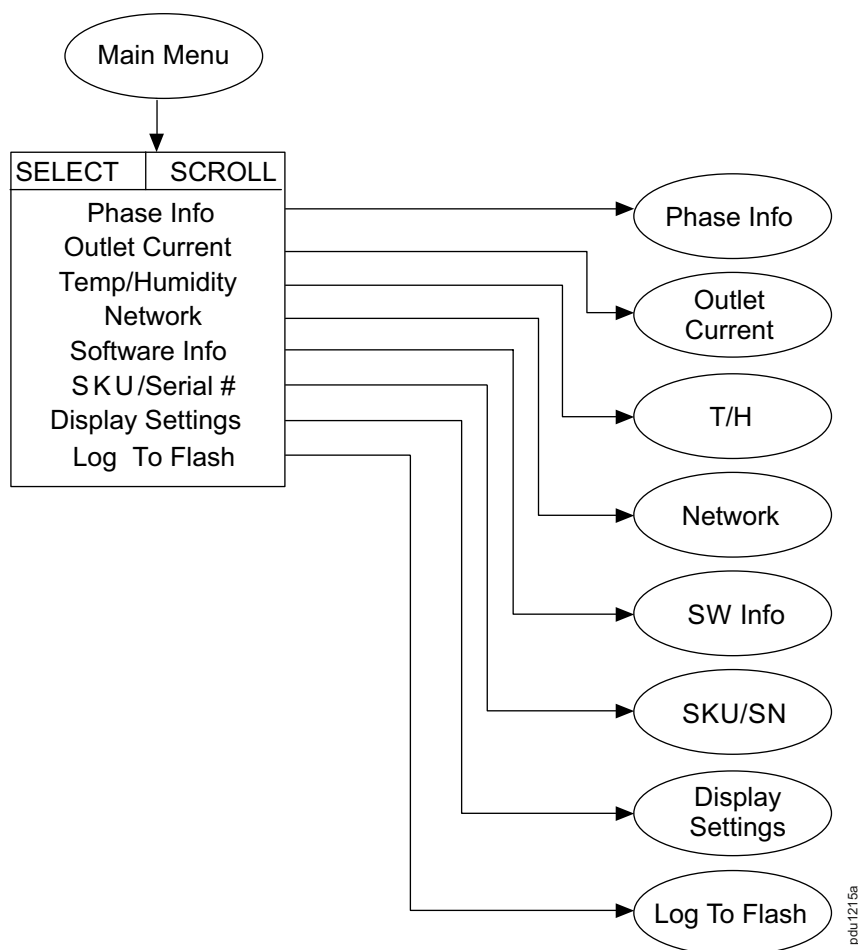 Main Menu
SELECT SCROLL
Phase Info
Outlet Current
Temp/Humidity
Network
Software Info
SKU/Serial #
Display Settings
Log To Flash
Phase Info
Outlet
Current
T/H
Network
SW Info
SKU/SN
Display
Settings
Log To Flash
pdu1215a